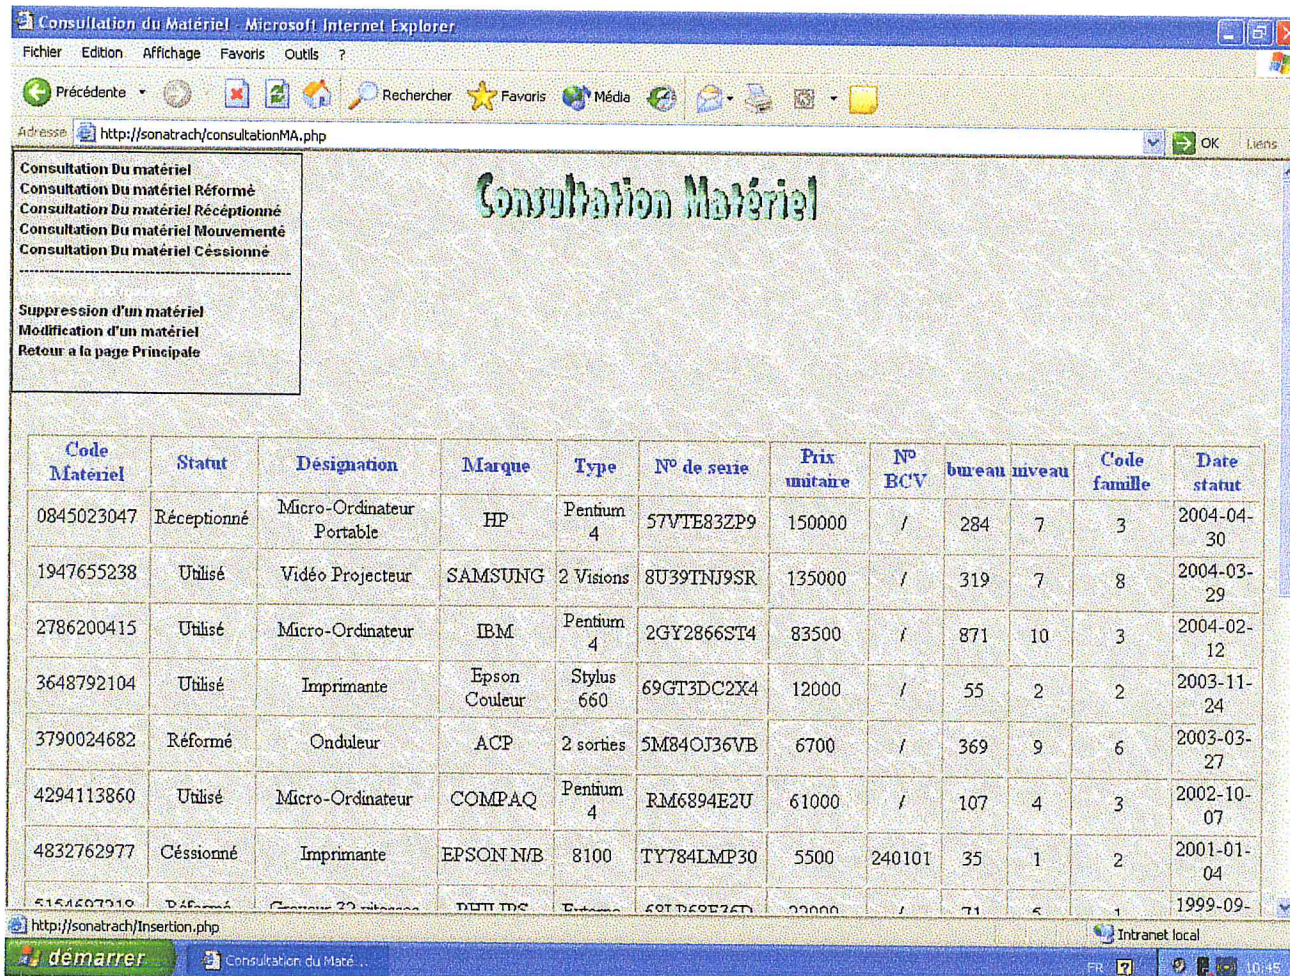 Consultation du Matériel - Microsoft Internet Explorer
Fichier Edition Affichage Favoris Outils ?
Précédente Rechercher Favoris Média
Adresse http://sonatrach/consultationMA.php OK Liens
Consultation Du matériel
Consultation Du matériel Réformé
Consultation Du matériel Récéptionné
Consultation Du matériel Mouvementé
Consultation Du matériel Céssionné
Suppression d'un matériel
Modification d'un matériel
Retour a la page Principale
Consultation Matériel
Code Matériel Statut Désignation Marque Type Nº de serie Prix unitaire Nº BCV bureau niveau Code famille Date statut
0845023047 Réceptionné Micro-Ordinateur Portable HP Pentium 4 57VTE83ZP9 150000 / 284 7 3 2004-04-30
1947655238 Utilisé Vidéo Projecteur SAMSUNG 2 Visions 8U39TNJ9SR 135000 / 319 7 8 2004-03-29
2786200415 Utilisé Micro-Ordinateur IBM Pentium 4 2GY2866ST4 83500 / 871 10 3 2004-02-12
3648792104 Utilisé Imprimante Epson Couleur Stylus 660 69GT3DC2X4 12000 / 55 2 2 2003-11-24
3790024682 Réformé Onduleur ACP 2 sorties 5M84OJ36VB 6700 / 369 9 6 2003-03-27
4294113860 Utilisé Micro-Ordinateur COMPAQ Pentium 4 RM6894E2U 61000 / 107 4 3 2002-10-07
4832762977 Céssionné Imprimante EPSON N/B 8100 TY784LMP30 5500 240101 35 1 2 2001-01-04
Réformé PHILIPS Externe / 71 1999-09-
http://sonatrach/Insertion.php Intranet local
démarrer Consultation du Maté... FR 10:45